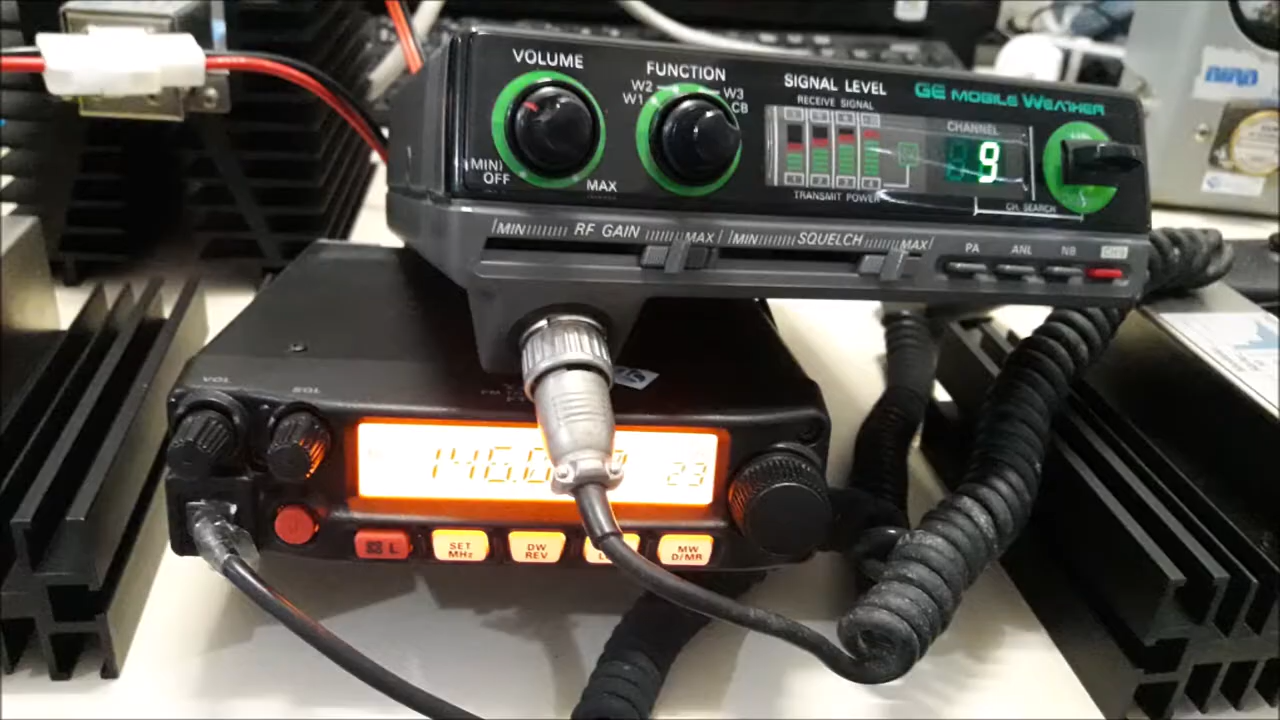 VOLUME
MIN
OFF
MAX
FUNCTION
W2
W3
W1
CB
SIGNAL LEVEL
RECEIVE SIGNAL
TRANSMIT POWER
GE MOBILE WEATHER
CHANNEL
9
CH. SEARCH
MIN RF GAIN MAX
MIN SQUELCH MAX
PA
ANL
NB
23
L
SET
MHz
DW
REV
MW
D/MR
BIRD